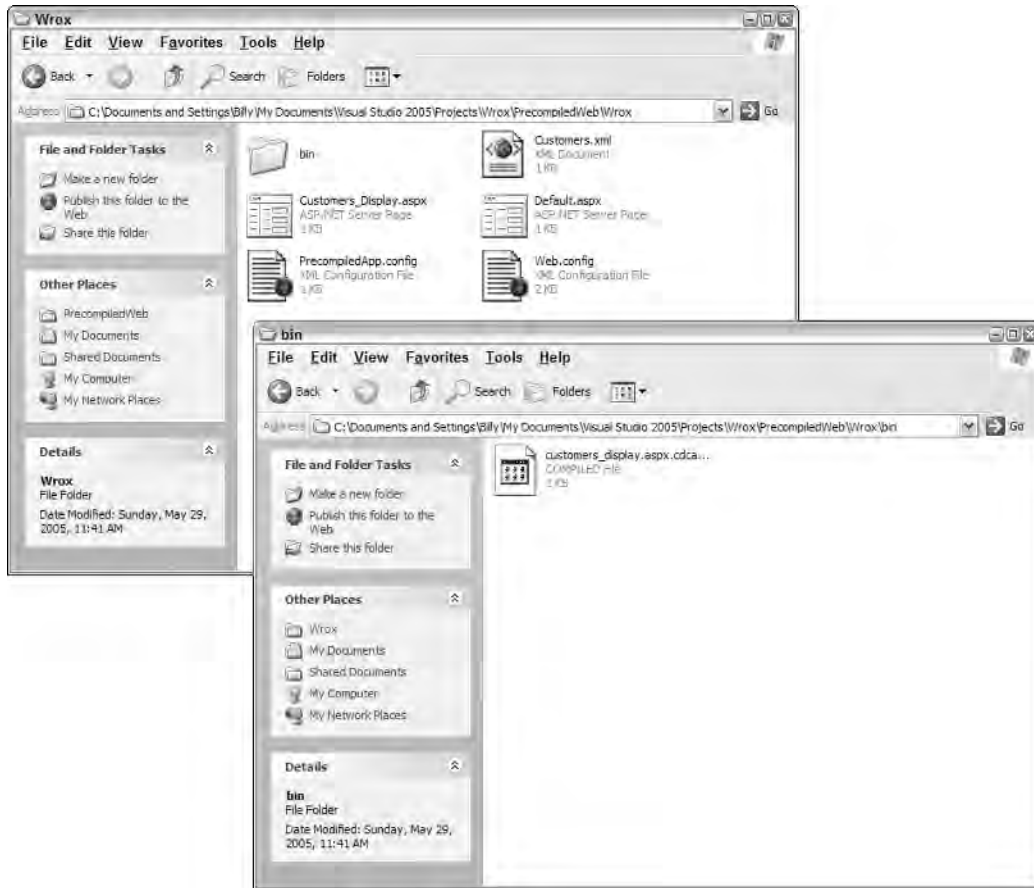 Wrox
File Edit View Favorites Tools Help
Back Search Folders
Address C:\Documents and Settings\Billy\My Documents\Visual Studio 2005\Projects\Wrox\PrecompiledWeb\Wrox Go
File and Folder Tasks
Make a new folder
Publish this folder to the
Web
Share this folder
Other Places
PrecompiledWeb
My Documents
Shared Documents
My Computer
My Network Places
Details
Wrox
File Folder
Date Modified: Sunday, May 29,
2005, 11:41 AM
bin
Customers.xml
XML Document
1 KB
Customers_Display.aspx
ASP.NET Server Page
1 KB
Default.aspx
ASP.NET Server Page
1 KB
PrecompiledApp.config
XML Configuration File
1 KB
Web.config
XML Configuration File
2 KB
bin
File Edit View Favorites Tools Help
Back Search Folders
Address C:\Documents and Settings\Billy\My Documents\Visual Studio 2005\Projects\Wrox\PrecompiledWeb\Wrox\bin Go
File and Folder Tasks
Make a new folder
Publish this folder to the
Web
Share this folder
Other Places
Wrox
My Documents
Shared Documents
My Computer
My Network Places
Details
bin
File Folder
Date Modified: Sunday, May 29,
2005, 11:41 AM
customers_display.aspx.cdca...
COMPILED File
1 KB